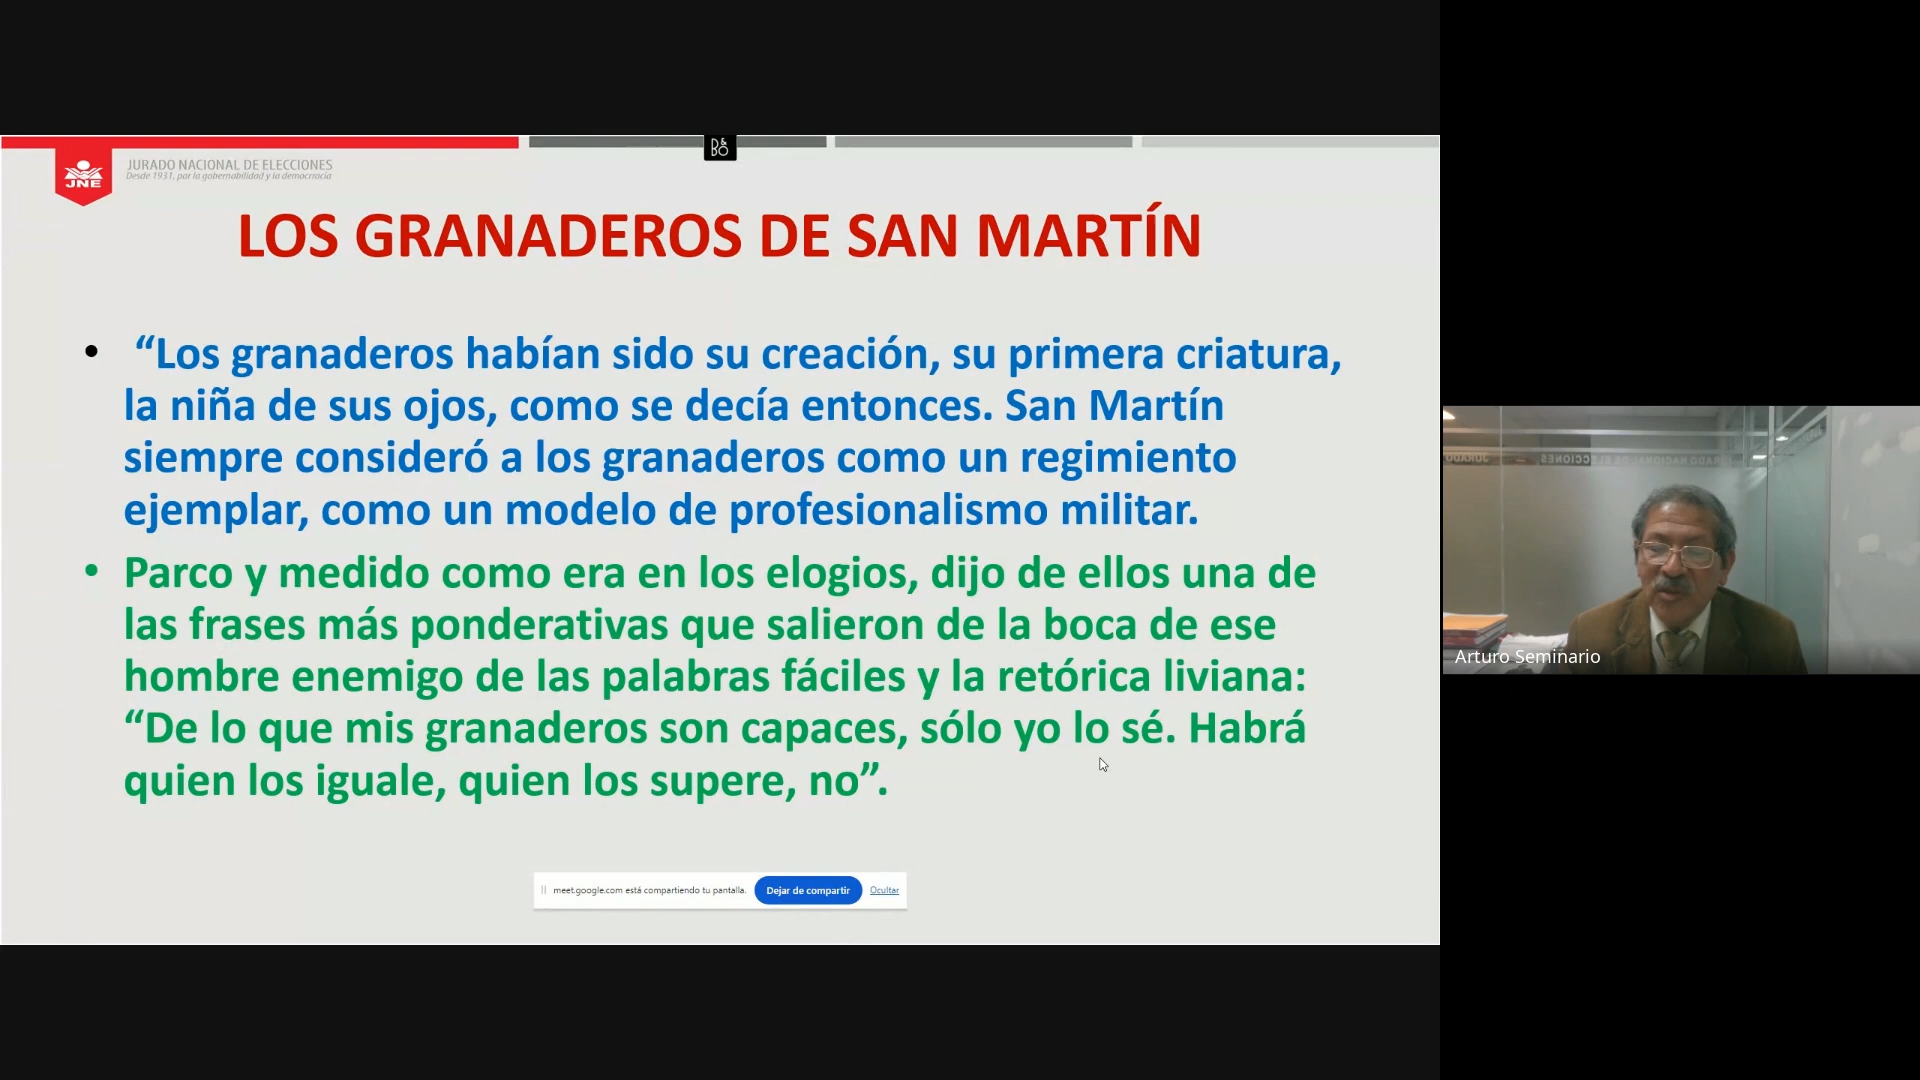 JURADO NACIONAL DE ELECCIONES
Desde 1931, por la gobernabilidad y la democracia
JNE
LOS GRANADEROS DE SAN MARTÍN
• “Los granaderos habían sido su creación, su primera criatura,
la niña de sus ojos, como se decía entonces. San Martín
siempre consideró a los granaderos como un regimiento
ejemplar, como un modelo de profesionalismo militar.
• Parco y medido como era en los elogios, dijo de ellos una de
las frases más ponderativas que salieron de la boca de ese
hombre enemigo de las palabras fáciles y la retórica liviana:
“De lo que mis granaderos son capaces, sólo yo lo sé. Habrá
quien los iguale, quien los supere, no”.
meet.google.com está compartiendo tu pantalla. Dejar de compartir Ocultar
Arturo Seminario